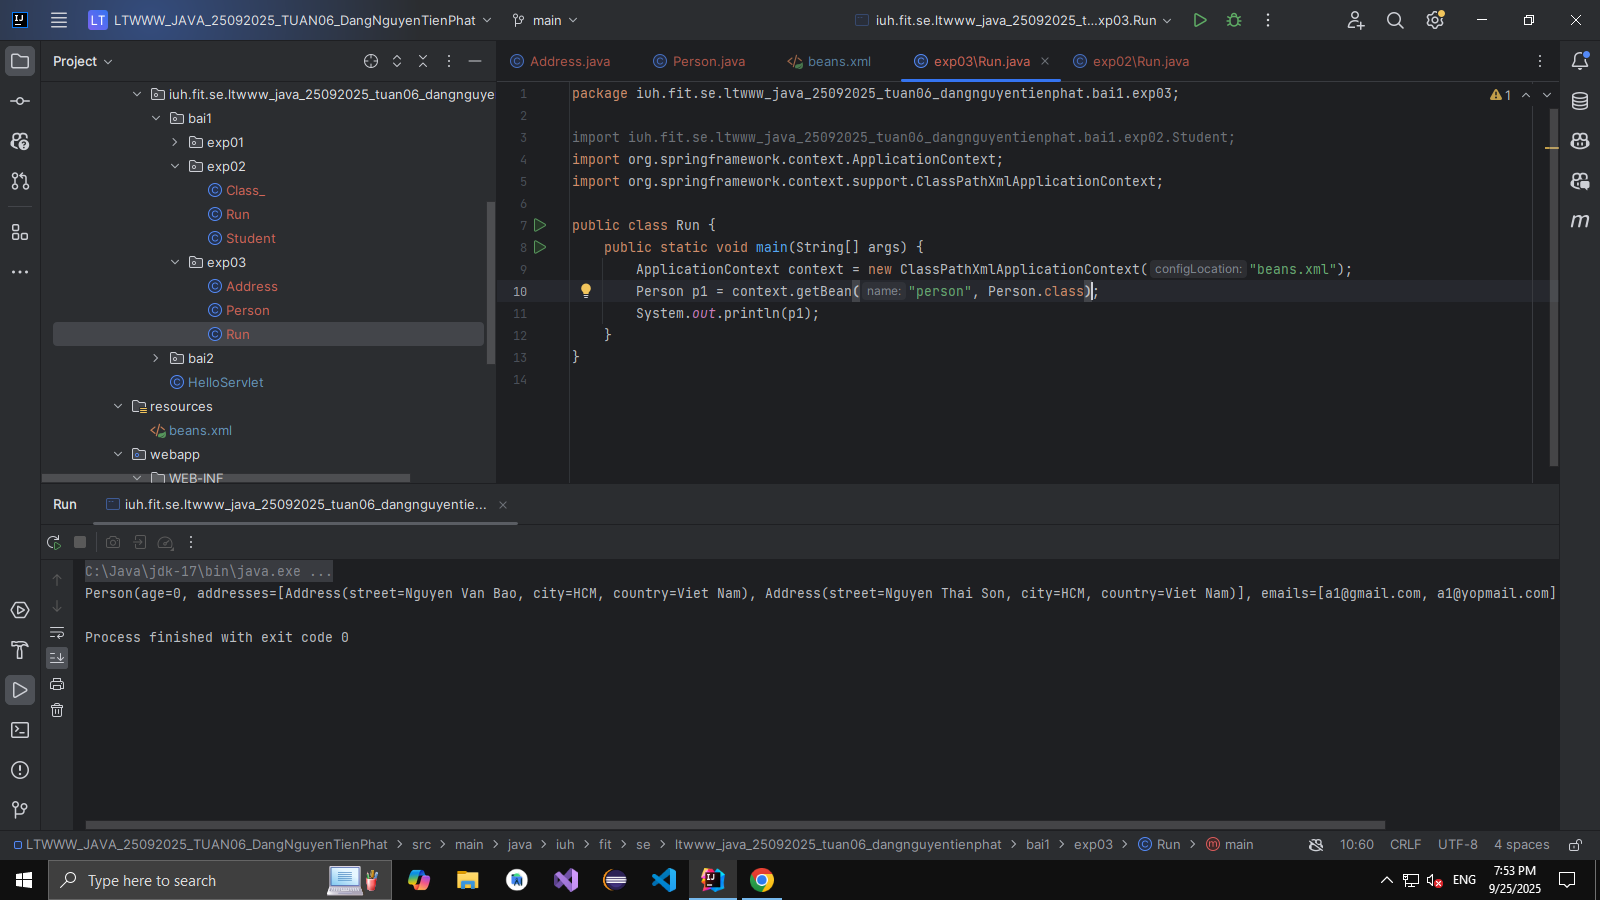 LT LTWWW_JAVA_25092025_TUAN06_DangNguyenTienPhat main iuh.fit.se.ltwww_java_25092025_t...xp03.Run
Project
iuh.fit.se.ltwww_java_25092025_tuan06_dangnguye
bai1
exp01
exp02
Class_
Run
Student
exp03
Address
Person
Run
bai2
HelloServlet
resources
beans.xml
webapp
WEB-INF
Address.java Person.java beans.xml exp03\Run.java exp02\Run.java
1 package iuh.fit.se.ltwww_java_25092025_tuan06_dangnguyentienphat.bai1.exp03; 1
2
3 import iuh.fit.se.ltwww_java_25092025_tuan06_dangnguyentienphat.bai1.exp02.Student;
4 import org.springframework.context.ApplicationContext;
5 import org.springframework.context.support.ClassPathXmlApplicationContext;
6
7 public class Run {
8 public static void main(String[] args) {
9 ApplicationContext context = new ClassPathXmlApplicationContext( configLocation: "beans.xml");
10 Person p1 = context.getBean( name: "person", Person.class);
11 System.out.println(p1);
12 }
13 }
14
Run iuh.fit.se.ltwww_java_25092025_tuan06_dangnguyentie...
C:\Java\jdk-17\bin\java.exe ...
Person(age=0, addresses=[Address(street=Nguyen Van Bao, city=HCM, country=Viet Nam), Address(street=Nguyen Thai Son, city=HCM, country=Viet Nam)], emails=[a1@gmail.com, a1@yopmail.com]
Process finished with exit code 0
LTWWW_JAVA_25092025_TUAN06_DangNguyenTienPhat > src > main > java > iuh > fit > se > ltwww_java_25092025_tuan06_dangnguyentienphat > bai1 > exp03 > Run > main 10:60 CRLF UTF-8 4 spaces
Type here to search
ENG
7:53 PM
9/25/2025